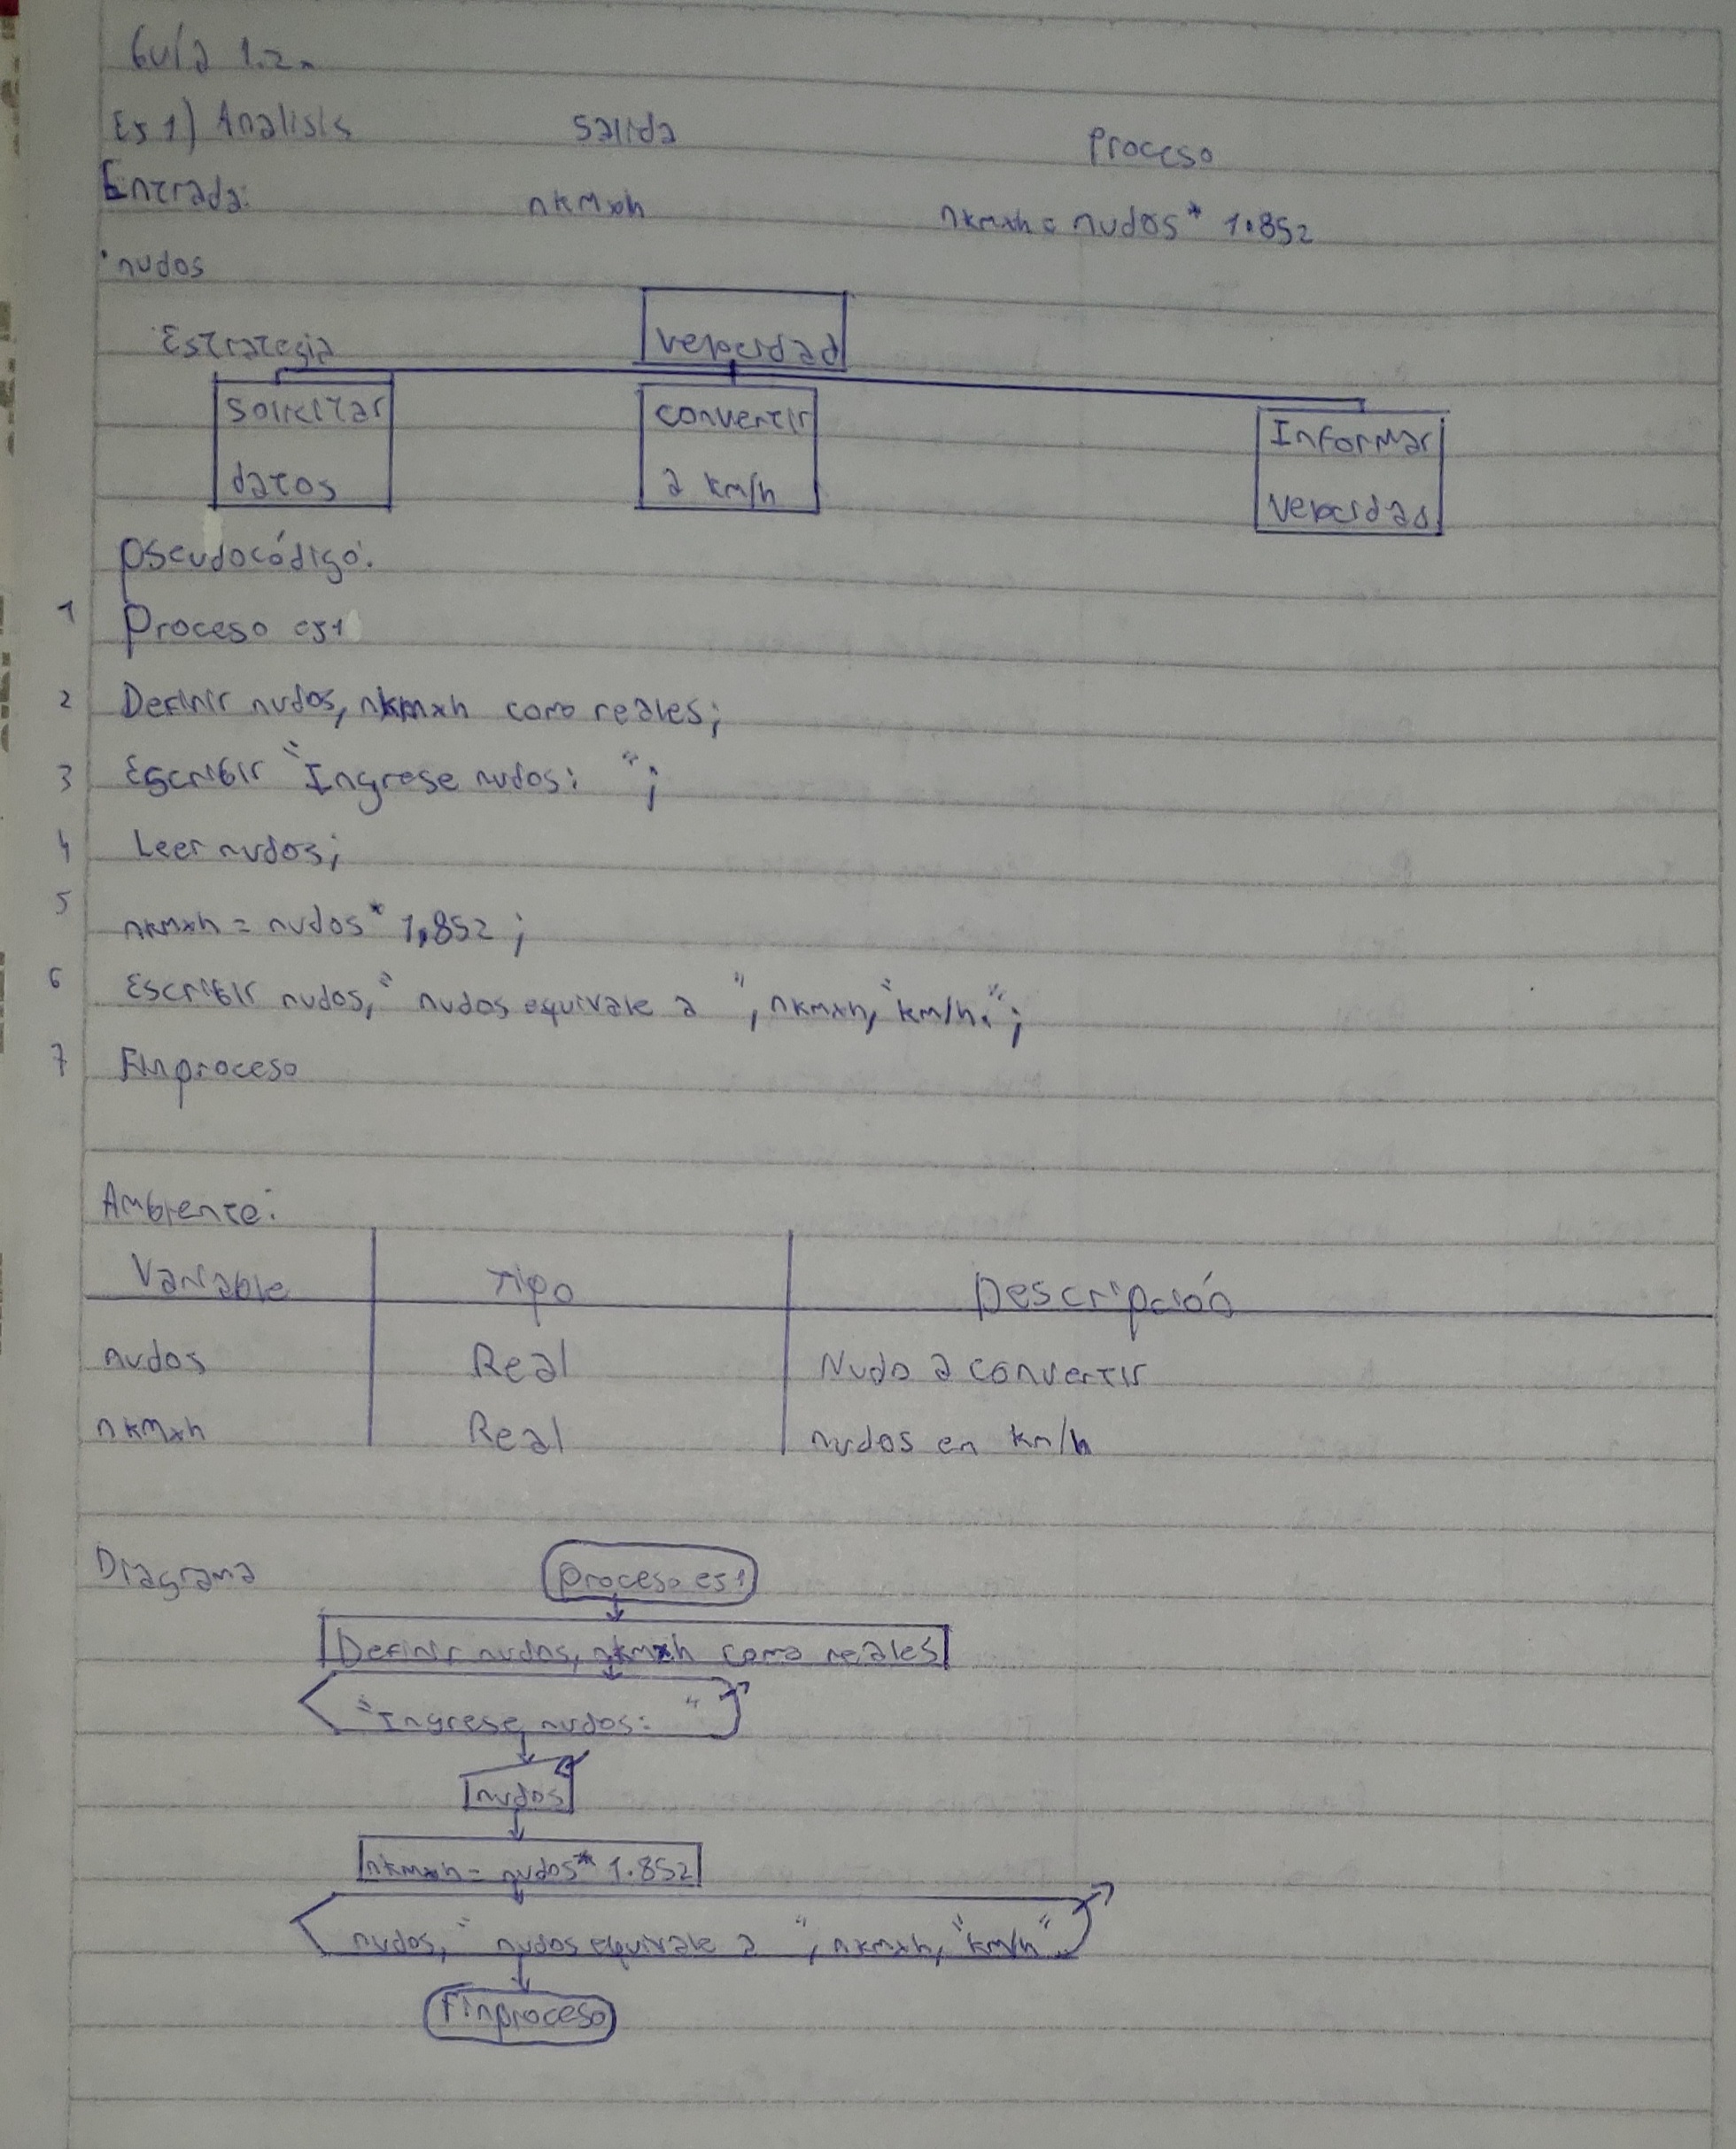 Guía 1.2.
Ej 1) Analisis
Salida
Proceso
Entrada:
nkmxh
nkmxh = nudos * 1.852
· nudos
Estrategia
velocidad
Solicitar
datos
convertir
a km/h
Informar
velocidad
Pseudocódigo:
1 Proceso ej1
2 Definir nudos, nkmxh como reales;
3 Escribir "Ingrese nudos: ";
4 Leer nudos;
5 nkmxh = nudos * 1.852;
6 Escribir nudos, " nudos equivale a ", nkmxh, "km/h.";
7 Finproceso
Ambiente:
Variable Tipo Descripción
nudos Real Nudo a convertir
nkmxh Real nudos en km/h
Diagrama
Proceso ej1
Definir nudos, nkmxh como reales
"Ingrese nudos: "
nudos
nkmxh = nudos * 1.852
nudos, " nudos equivale a ", nkmxh, "km/h"
Finproceso